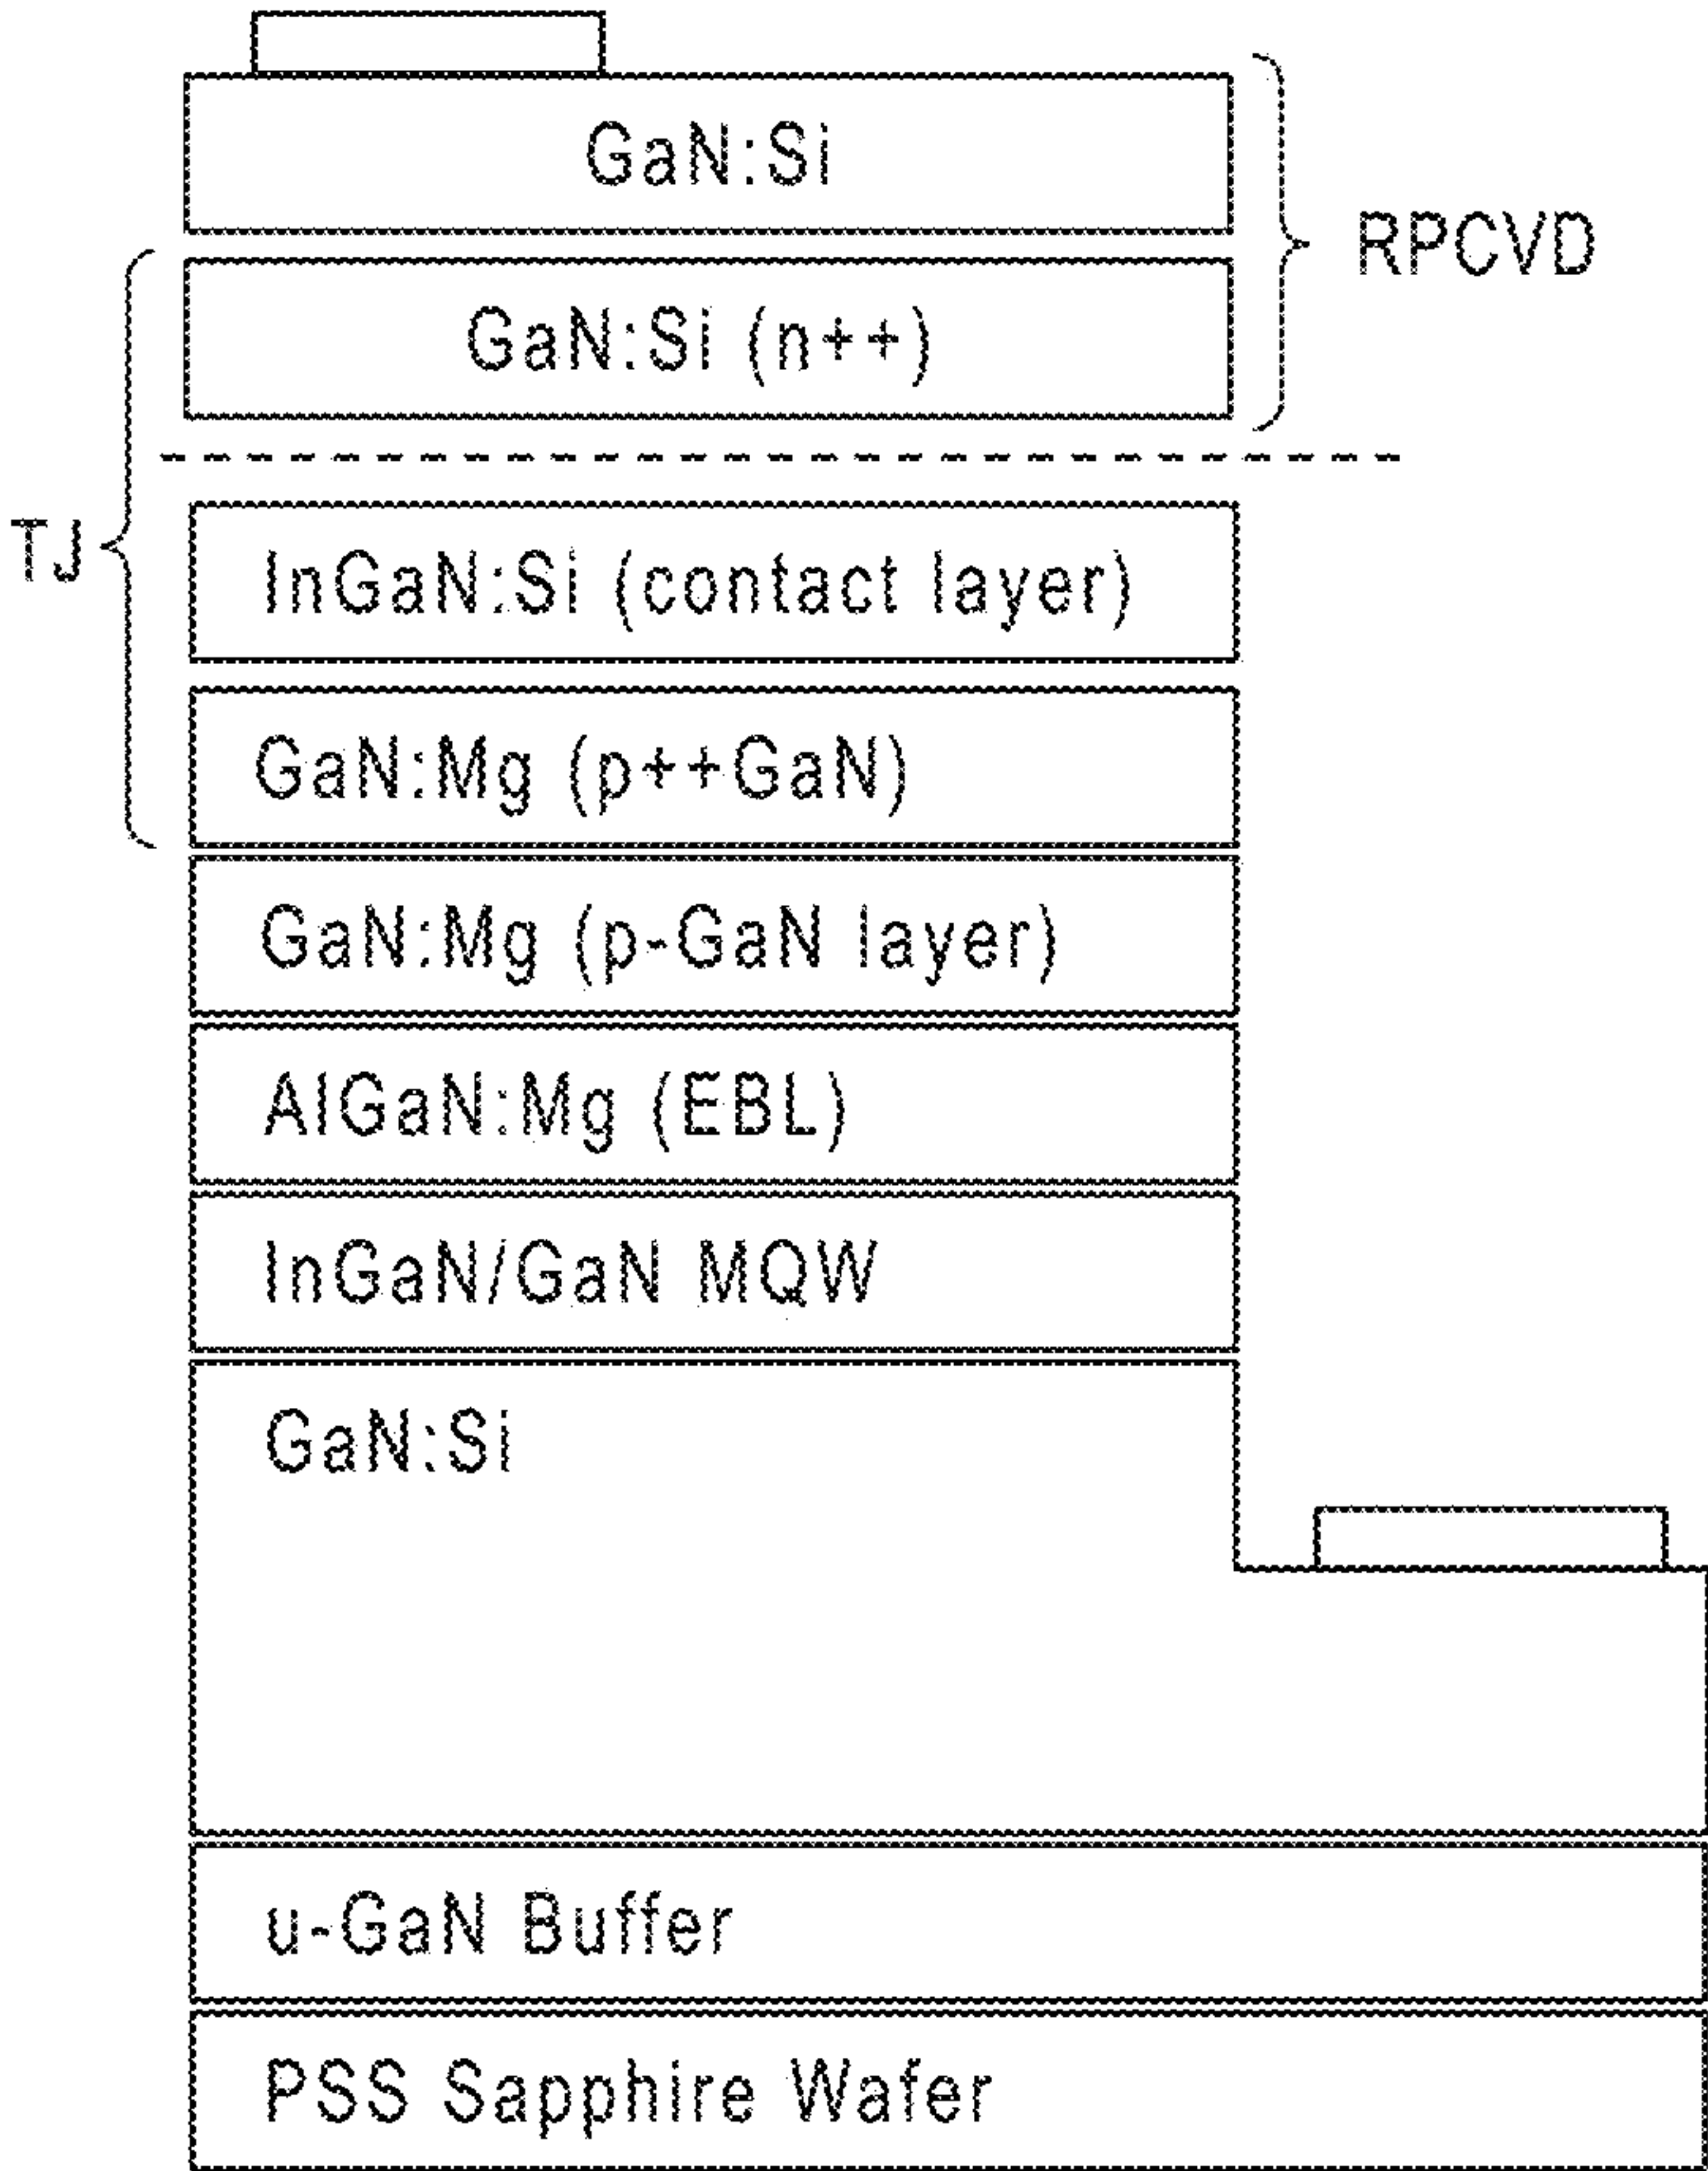 GaN:Si
RPCVD
GaN:Si (n++)
TJ
InGaN:Si (contact layer)
GaN:Mg (p++GaN)
GaN:Mg (p-GaN layer)
AlGaN:Mg (EBL)
InGaN/GaN MQW
GaN:Si
u-GaN Buffer
PSS Sapphire Wafer